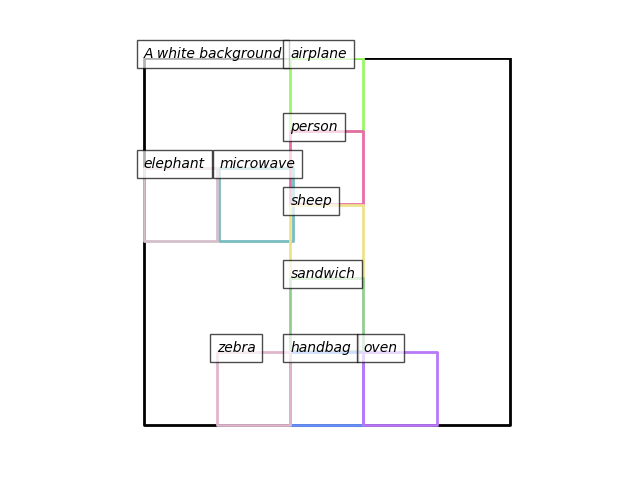 A white background
airplane
person
elephant
microwave
sheep
sandwich
zebra
handbag
oven